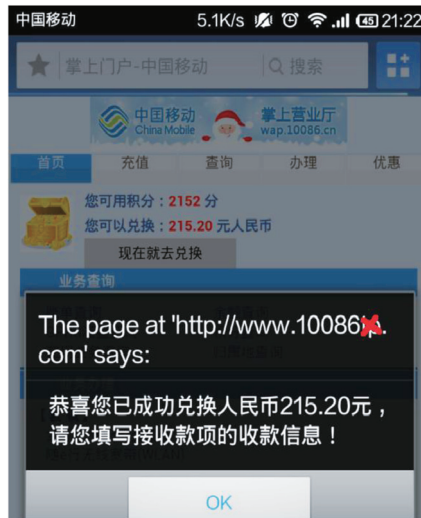 中国移动 5.1K/s 45 21:22
掌上门户-中国移动 搜索
中国移动 掌上营业厅
China Mobile wap.10086.cn
首页 充值 查询 办理 优惠
您可用积分：2152 分
您可以兑换：215.20 元人民币
现在就去兑换
业务查询
The page at 'http://www.10086
com' says:
恭喜您已成功兑换人民币215.20元，
请您填写接收款项的收款信息！
OK